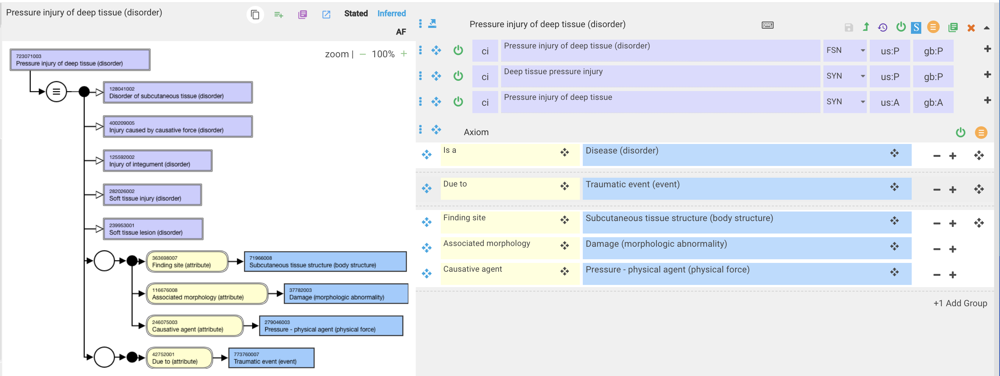 Pressure injury of deep tissue (disorder)
Stated Inferred
AF
zoom | − 100% +
723071003
Pressure injury of deep tissue (disorder)
128041002
Disorder of subcutaneous tissue (disorder)
400209005
Injury caused by causative force (disorder)
125592002
Injury of integument (disorder)
282026002
Soft tissue injury (disorder)
239953001
Soft tissue lesion (disorder)
363698007
Finding site (attribute)
71966008
Subcutaneous tissue structure (body structure)
116676008
Associated morphology (attribute)
37782003
Damage (morphologic abnormality)
246075003
Causative agent (attribute)
279046003
Pressure - physical agent (physical force)
42752001
Due to (attribute)
773760007
Traumatic event (event)
Pressure injury of deep tissue (disorder)
S
ci Pressure injury of deep tissue (disorder) FSN us:P gb:P +
ci Deep tissue pressure injury SYN us:P gb:P +
ci Pressure injury of deep tissue SYN us:A gb:A +
Axiom
Is a Disease (disorder) − +
Due to Traumatic event (event) − +
Finding site Subcutaneous tissue structure (body structure) − +
Associated morphology Damage (morphologic abnormality) − +
Causative agent Pressure - physical agent (physical force) − +
+1 Add Group